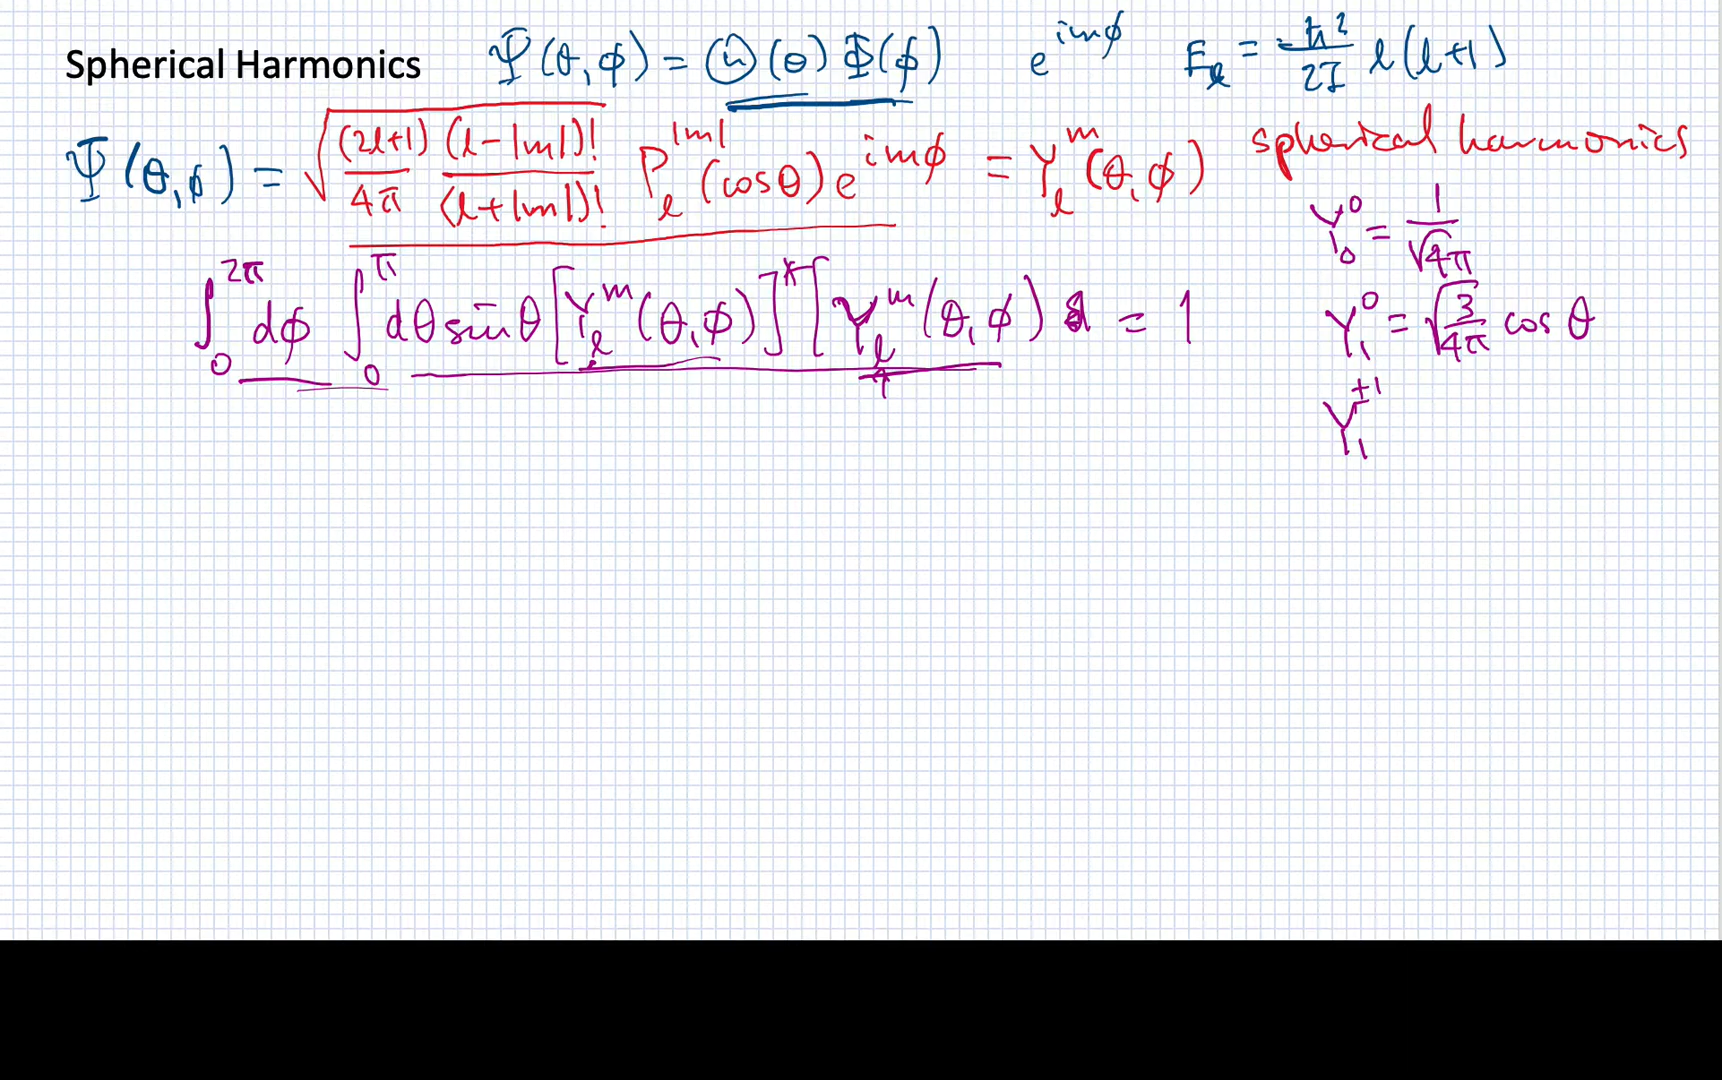 Spherical Harmonics Ψ(θ,ϕ) = Θ(θ) Φ(ϕ) e^{imϕ} E_ℓ = ħ²/2I ℓ(ℓ+1)
Ψ(θ,ϕ) = √((2ℓ+1)/4π (ℓ-|m|)!/(ℓ+|m|)!) P_ℓ^{|m|}(cosθ) e^{imϕ} = Y_ℓ^m(θ,ϕ) spherical harmonics
Y_0^0 = 1/√4π
∫_0^{2π} dϕ ∫_0^π dθ sinθ [Y_ℓ^m(θ,ϕ)]^* [Y_ℓ^m(θ,ϕ) = 1
Y_1^0 = √(3/4π) cos θ
Y_1^{±1}